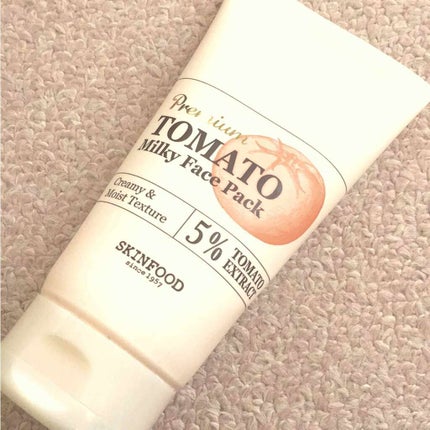 Premium
TOMATO
Milky Face Pack
Creamy &
Moist Texture
5%
TOMATO
EXTRACT
SKINFOOD
since 1957